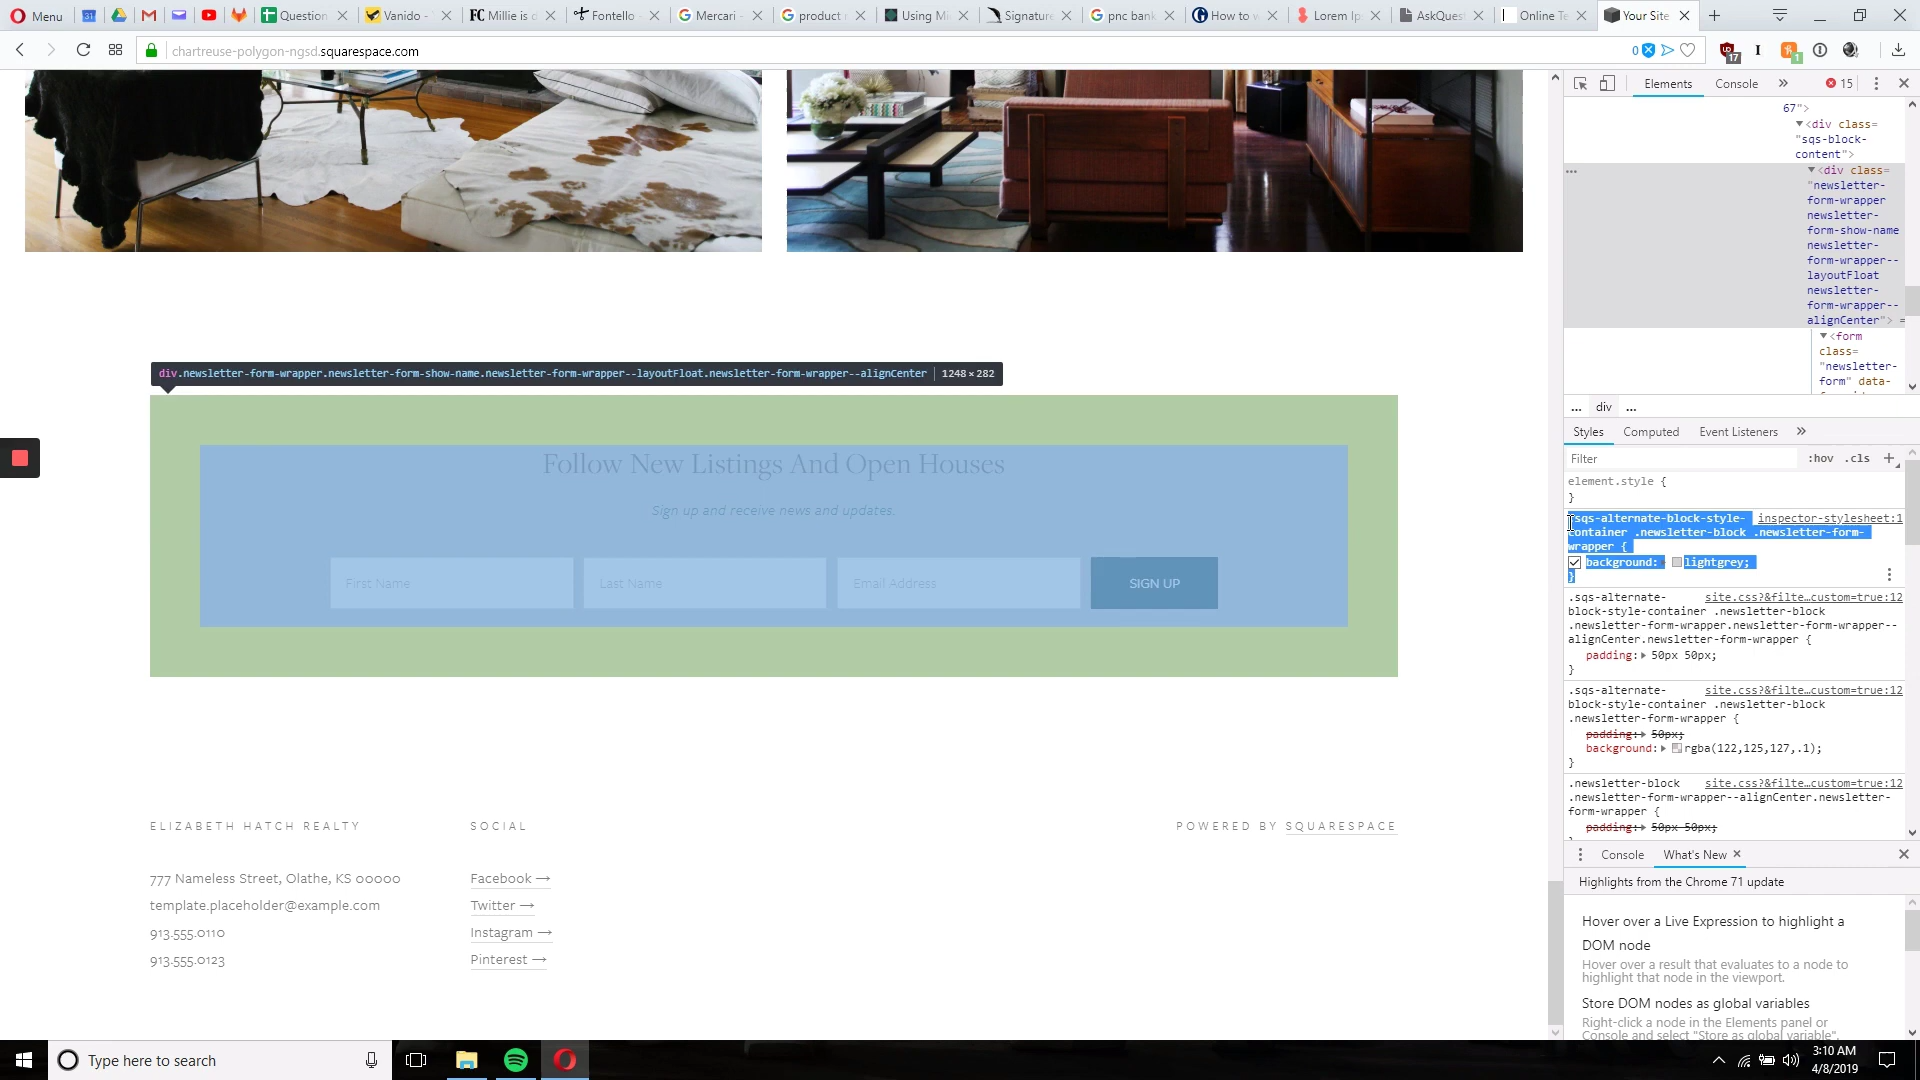 Menu
31
Question
Vanido -
FC Millie is d
Fontello -
Mercari -
product r
Using Mi
Signature
pnc bank
How to v
Lorem Ip
AskQuest
Online Te
Your Site
chartreuse-polygon-ngsd.squarespace.com
0
17
1
Elements
Console
15
67">
<div class=
"sqs-block-
content">
<div class=
"newsletter-
form-wrapper
newsletter-
form-show-name
newsletter-
form-wrapper--
layoutFloat
newsletter-
form-wrapper--
alignCenter"> =
<form
class=
"newsletter-
form" data-
... div ...
Styles Computed Event Listeners
Filter :hov .cls +
element.style {
}
.sqs-alternate-block-style- inspector-stylesheet:1
container .newsletter-block .newsletter-form-
wrapper {
background: lightgrey;
}
.sqs-alternate- site.css?&filte…custom=true:12
block-style-container .newsletter-block
.newsletter-form-wrapper.newsletter-form-wrapper--
alignCenter.newsletter-form-wrapper {
padding: 50px 50px;
}
.sqs-alternate- site.css?&filte…custom=true:12
block-style-container .newsletter-block
.newsletter-form-wrapper {
padding: 50px;
background: rgba(122,125,127,.1);
}
.newsletter-block site.css?&filte…custom=true:12
.newsletter-form-wrapper--alignCenter.newsletter-
form-wrapper {
padding: 50px 50px;
Console What's New
Highlights from the Chrome 71 update
Hover over a Live Expression to highlight a
DOM node
Hover over a result that evaluates to a node to
highlight that node in the viewport.
Store DOM nodes as global variables
Right-click a node in the Elements panel or
Console and select "Store as global variable".
div.newsletter-form-wrapper.newsletter-form-show-name.newsletter-form-wrapper--layoutFloat.newsletter-form-wrapper--alignCenter 1248 × 282
Follow New Listings And Open Houses
Sign up and receive news and updates.
First Name
Last Name
Email Address
SIGN UP
ELIZABETH HATCH REALTY
777 Nameless Street, Olathe, KS 00000
template.placeholder@example.com
913.555.0110
913.555.0123
SOCIAL
Facebook →
Twitter →
Instagram →
Pinterest →
POWERED BY SQUARESPACE
Type here to search
3:10 AM
4/8/2019